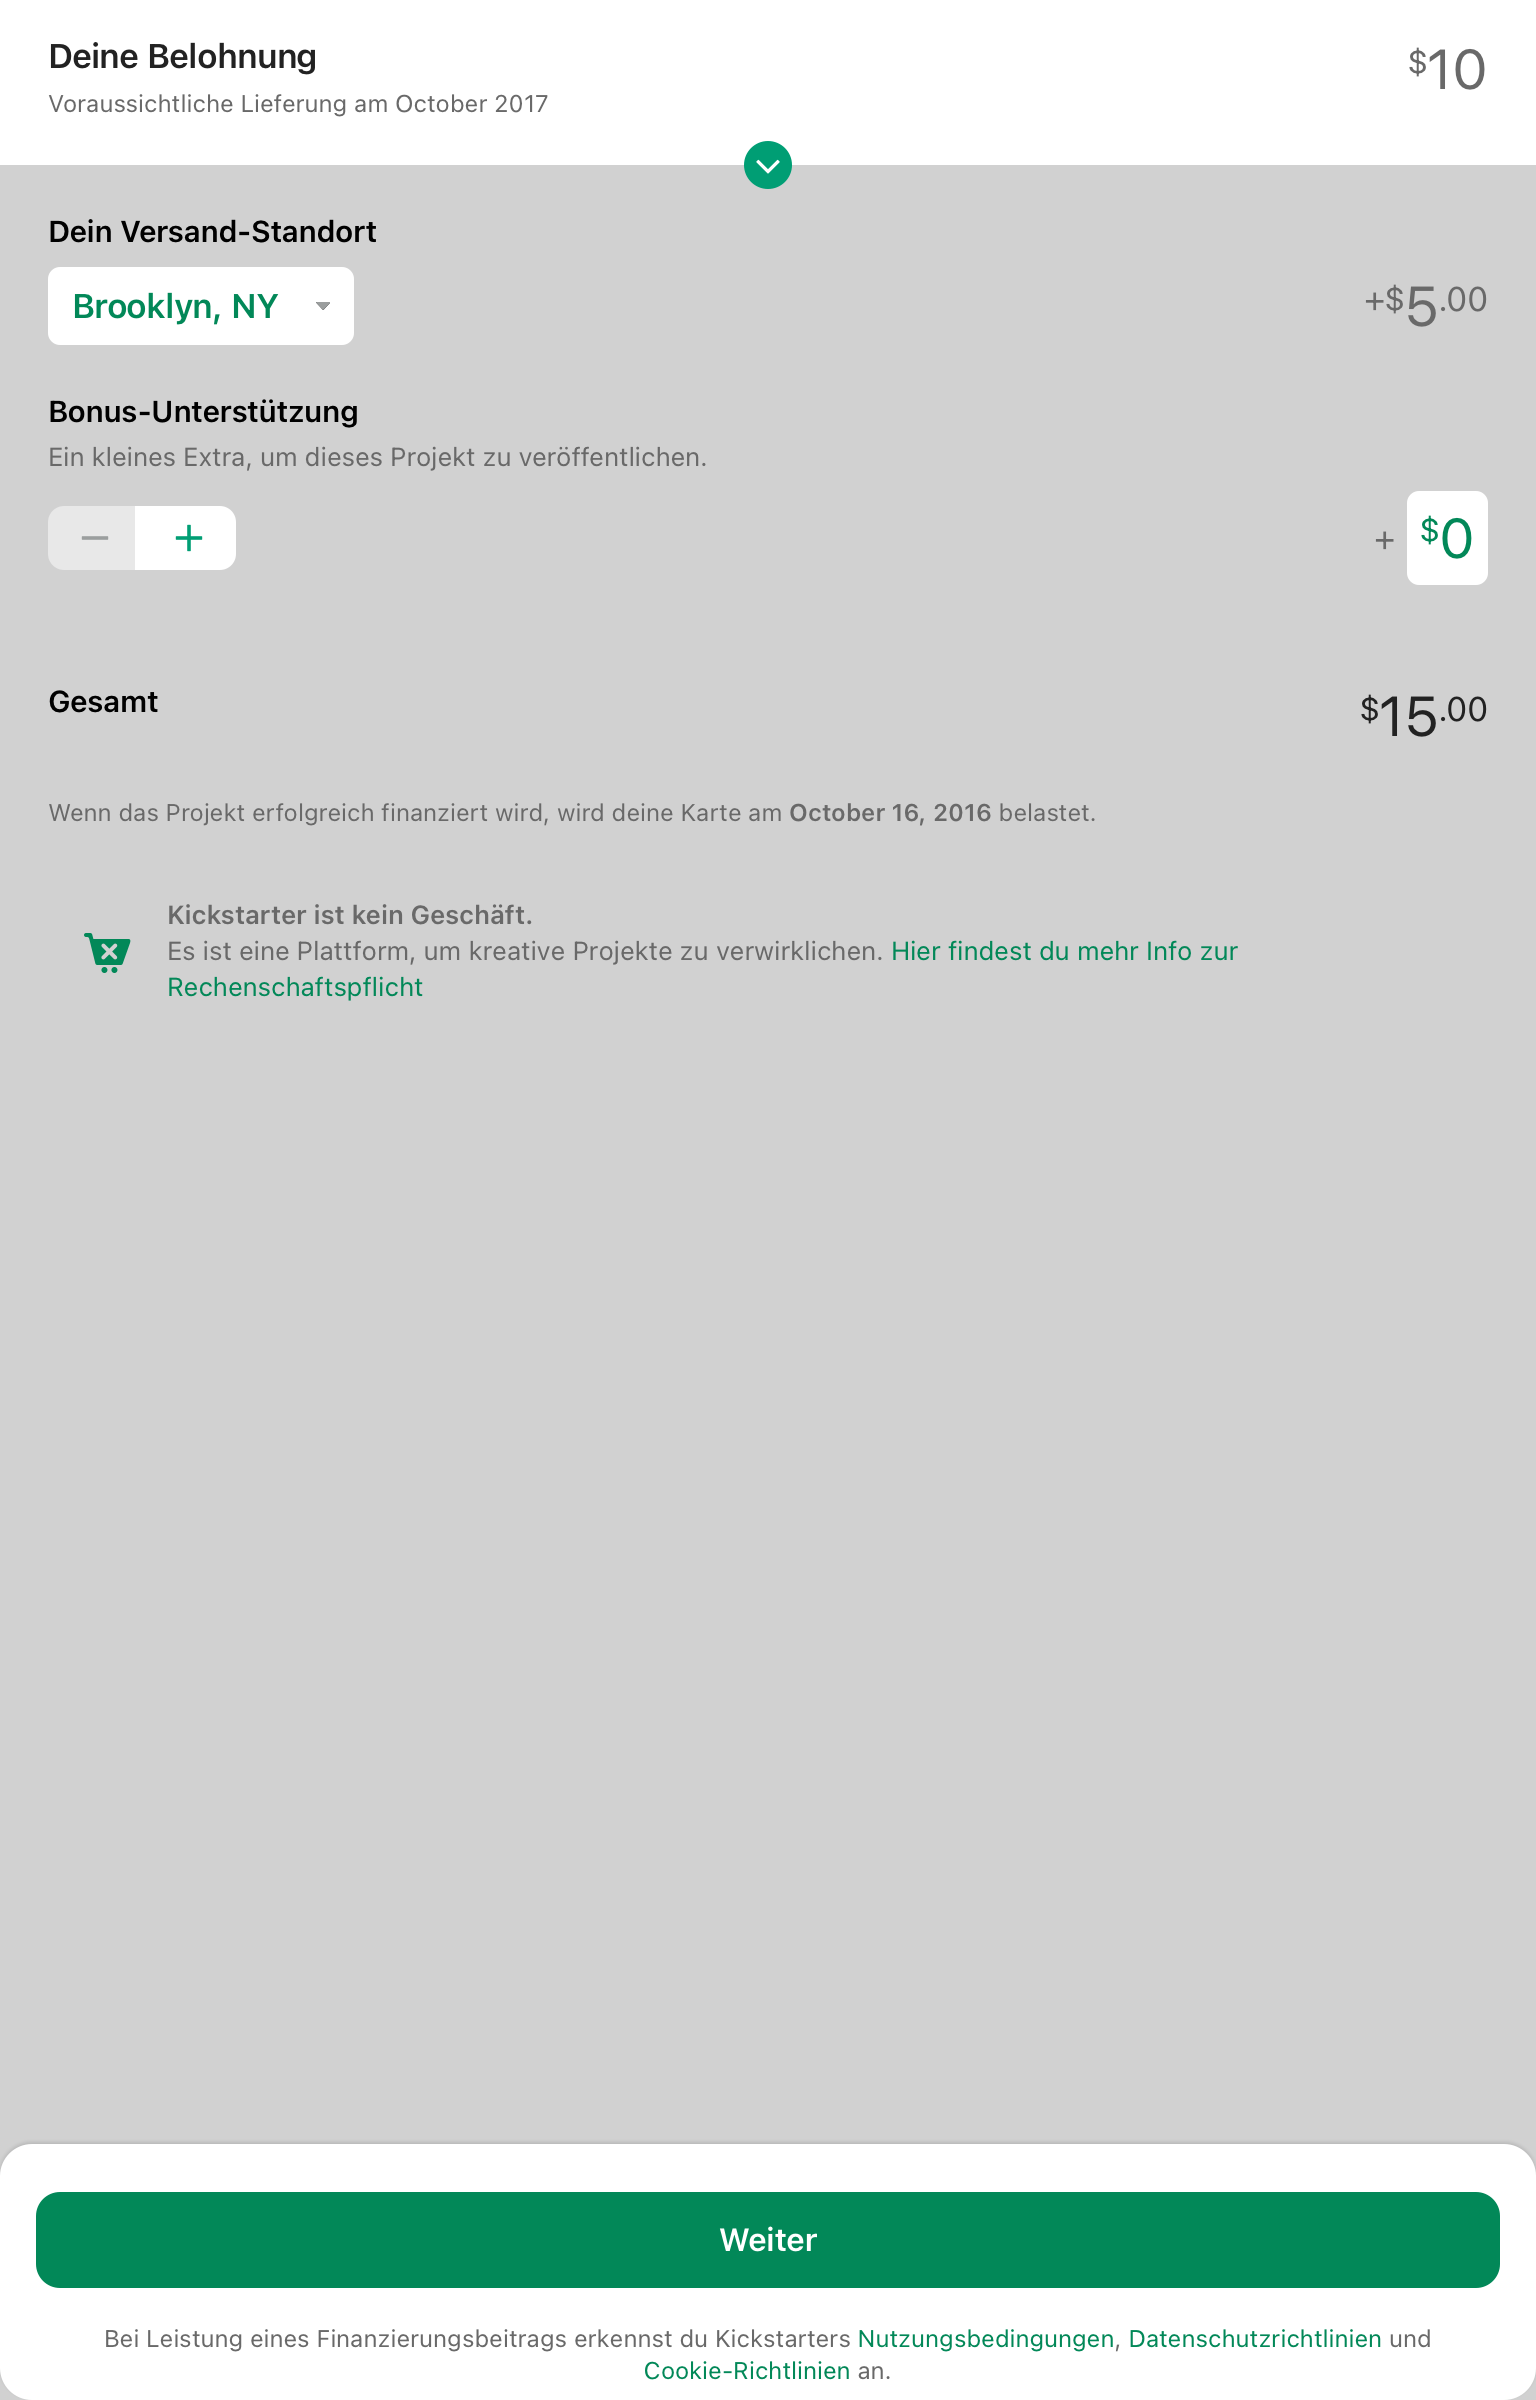 Deine Belohnung
$10
Voraussichtliche Lieferung am October 2017
Dein Versand-Standort
Brooklyn, NY
+$5.00
Bonus-Unterstützung
Ein kleines Extra, um dieses Projekt zu veröffentlichen.
− +
+ $0
Gesamt
$15.00
Wenn das Projekt erfolgreich finanziert wird, wird deine Karte am October 16, 2016 belastet.
Kickstarter ist kein Geschäft.
Es ist eine Plattform, um kreative Projekte zu verwirklichen. Hier findest du mehr Info zur
Rechenschaftspflicht
Weiter
Bei Leistung eines Finanzierungsbeitrags erkennst du Kickstarters Nutzungsbedingungen, Datenschutzrichtlinien und
Cookie-Richtlinien an.